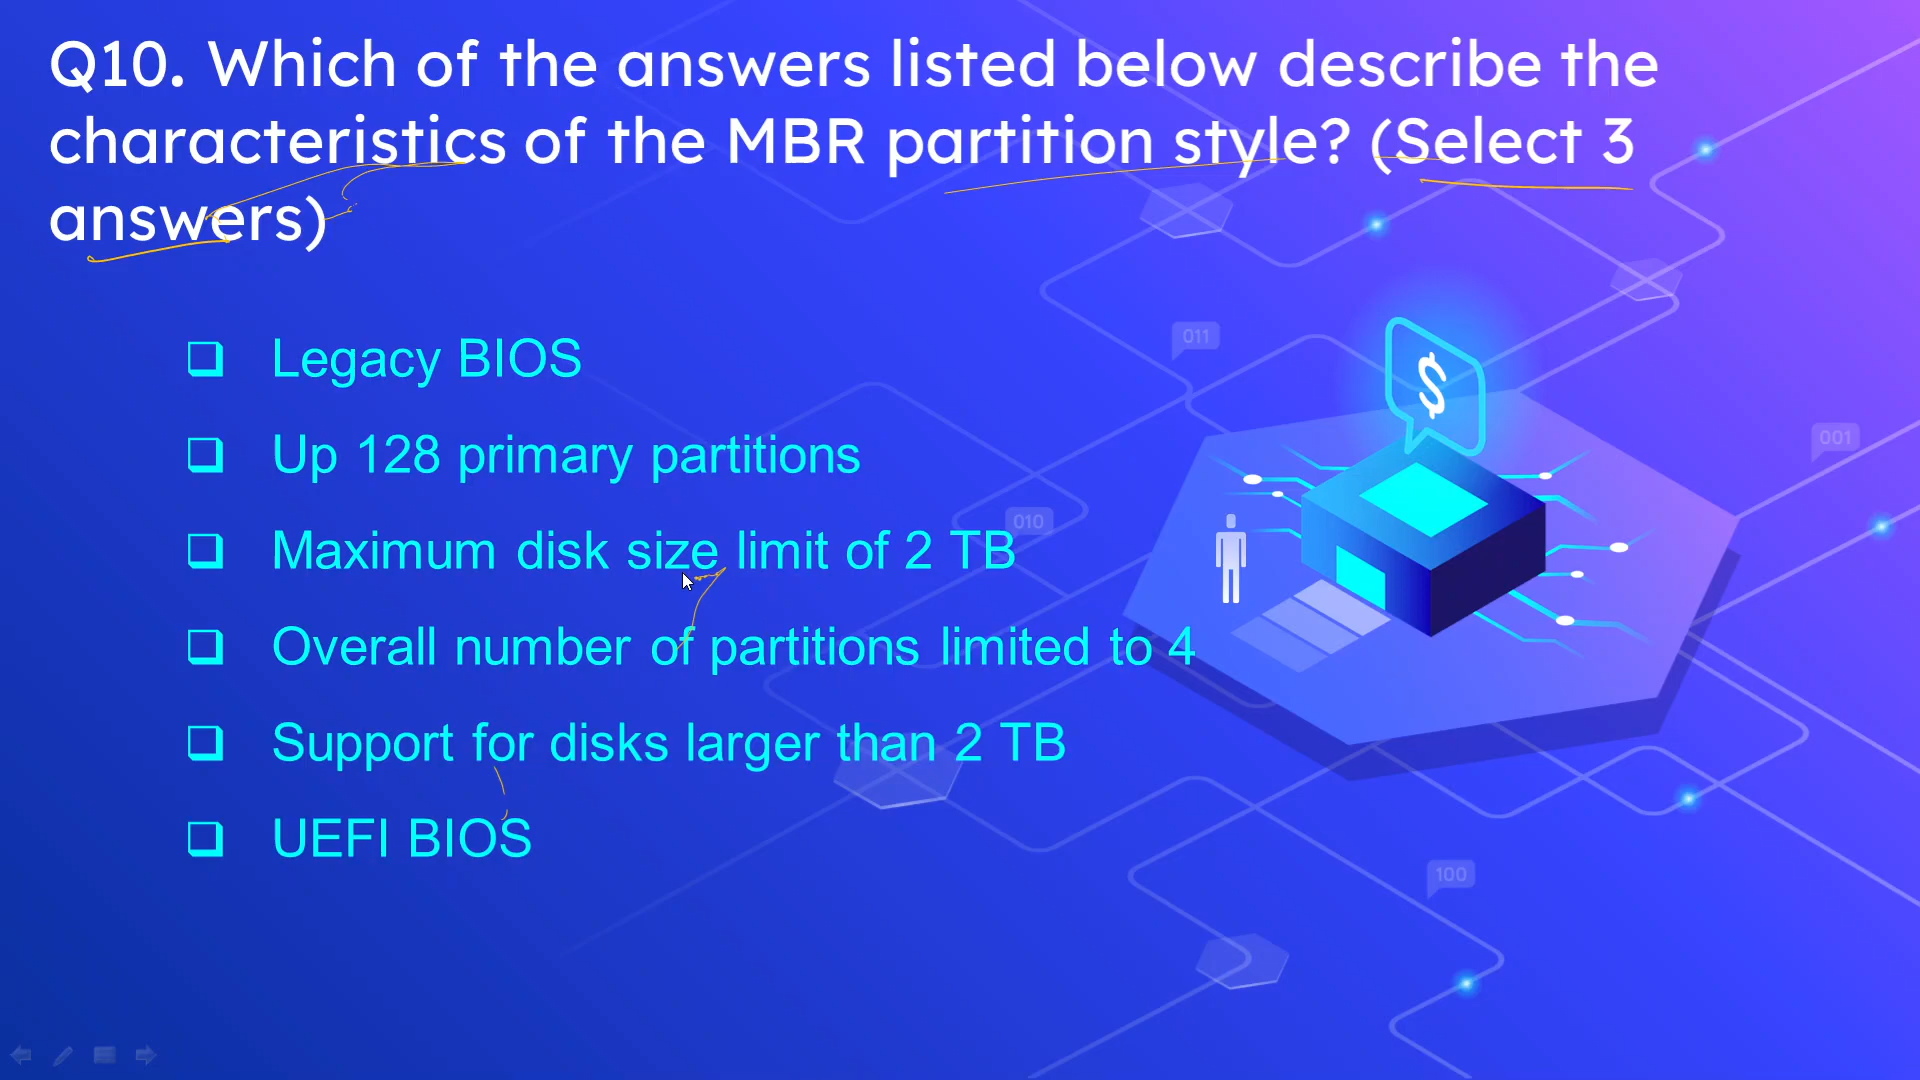 Q10. Which of the answers listed below describe the
characteristics of the MBR partition style? (Select 3
answers)
Legacy BIOS
Up 128 primary partitions
Maximum disk size limit of 2 TB
Overall number of partitions limited to 4
Support for disks larger than 2 TB
UEFI BIOS
011
$
001
010
100